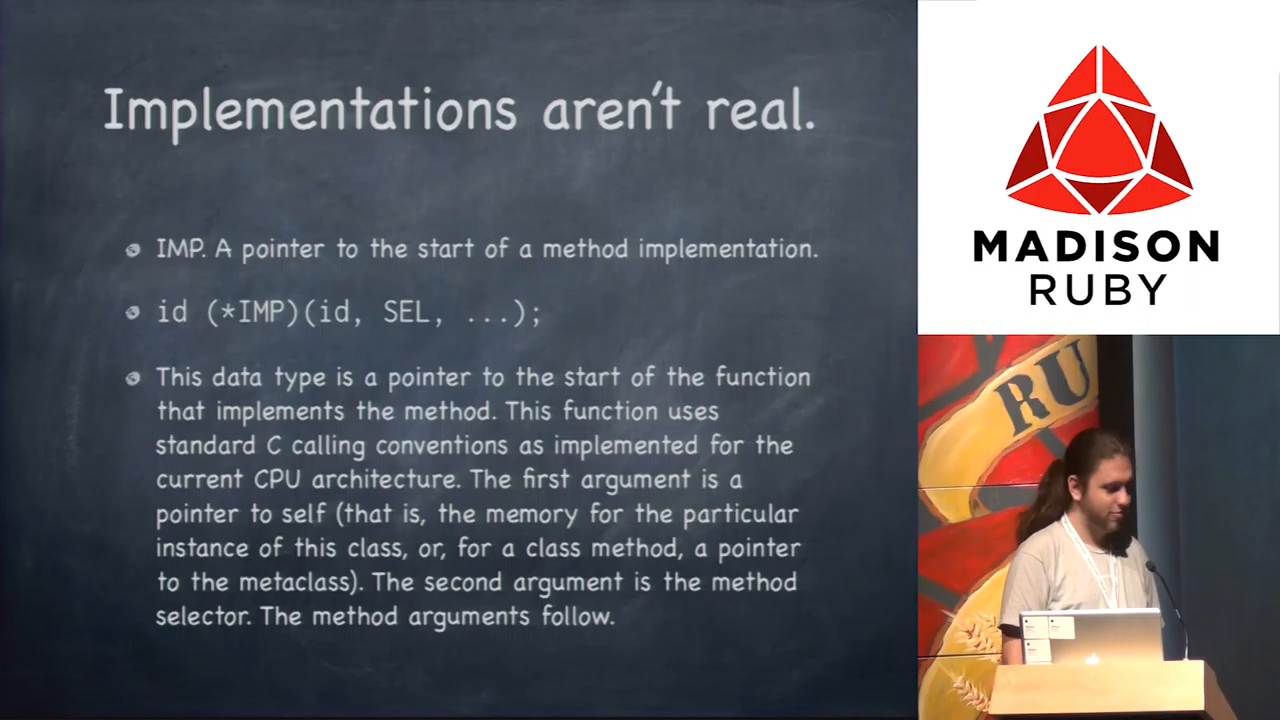 Implementations aren't real.
IMP. A pointer to the start of a method implementation.
id (*IMP)(id, SEL, ...);
This data type is a pointer to the start of the function
that implements the method. This function uses
standard C calling conventions as implemented for the
current CPU architecture. The first argument is a
pointer to self (that is, the memory for the particular
instance of this class, or, for a class method, a pointer
to the metaclass). The second argument is the method
selector. The method arguments follow.
MADISON
RUBY
RU